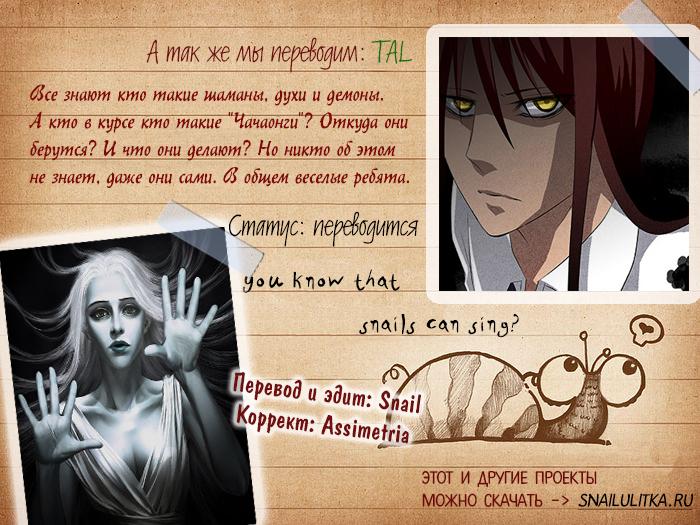 А так же мы переводим: TAL
Все знают кто такие шаманы, духи и демоны.
А кто в курсе кто такие "Чачаонги"? Откуда они
берутся? И что они делают? Но никто об этом
не знает, даже они сами. В общем веселые ребята.
Статус: переводится
you know that
snails can sing?
Перевод и эдит: Snail
Коррект: Assimetria
ЭТОТ И ДРУГИЕ ПРОЕКТЫ
МОЖНО СКАЧАТЬ -> SNAILULITKA.RU